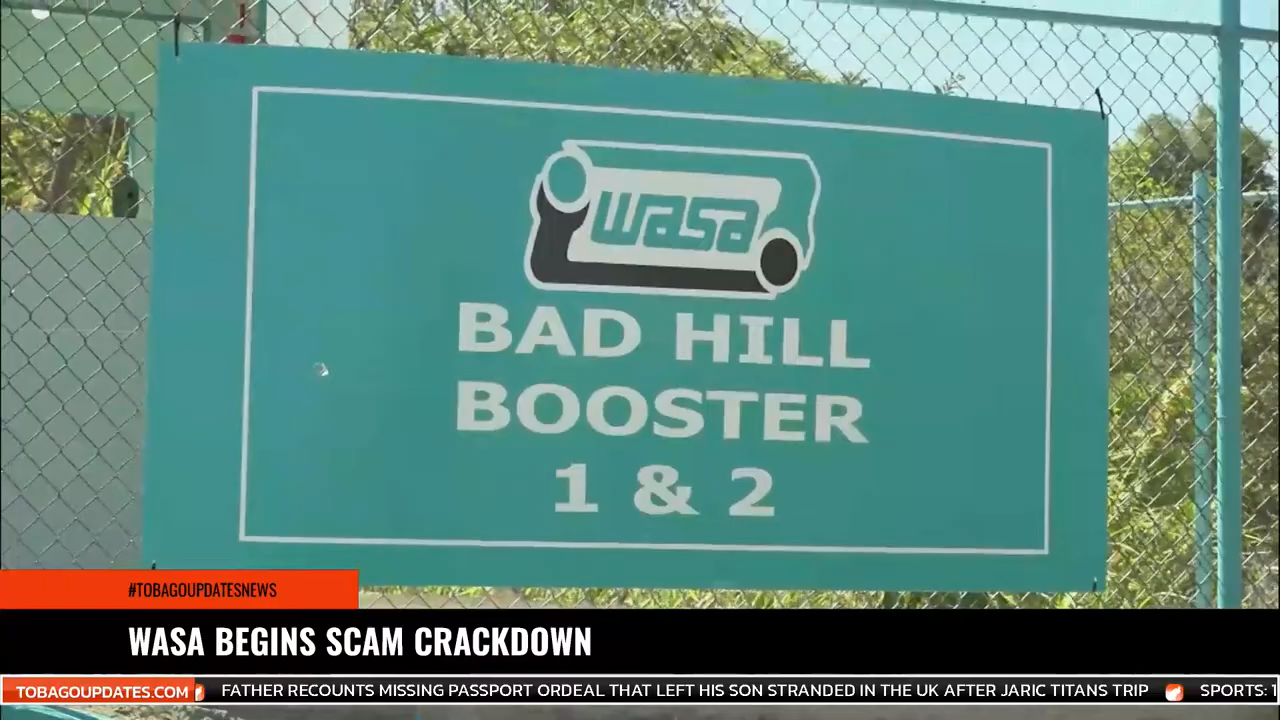 wasa
BAD HILL
BOOSTER
1 & 2
#TOBAGOUPDATESNEWS
WASA BEGINS SCAM CRACKDOWN
TOBAGOUPDATES.COM FATHER RECOUNTS MISSING PASSPORT ORDEAL THAT LEFT HIS SON STRANDED IN THE UK AFTER JARIC TITANS TRIP SPORTS: